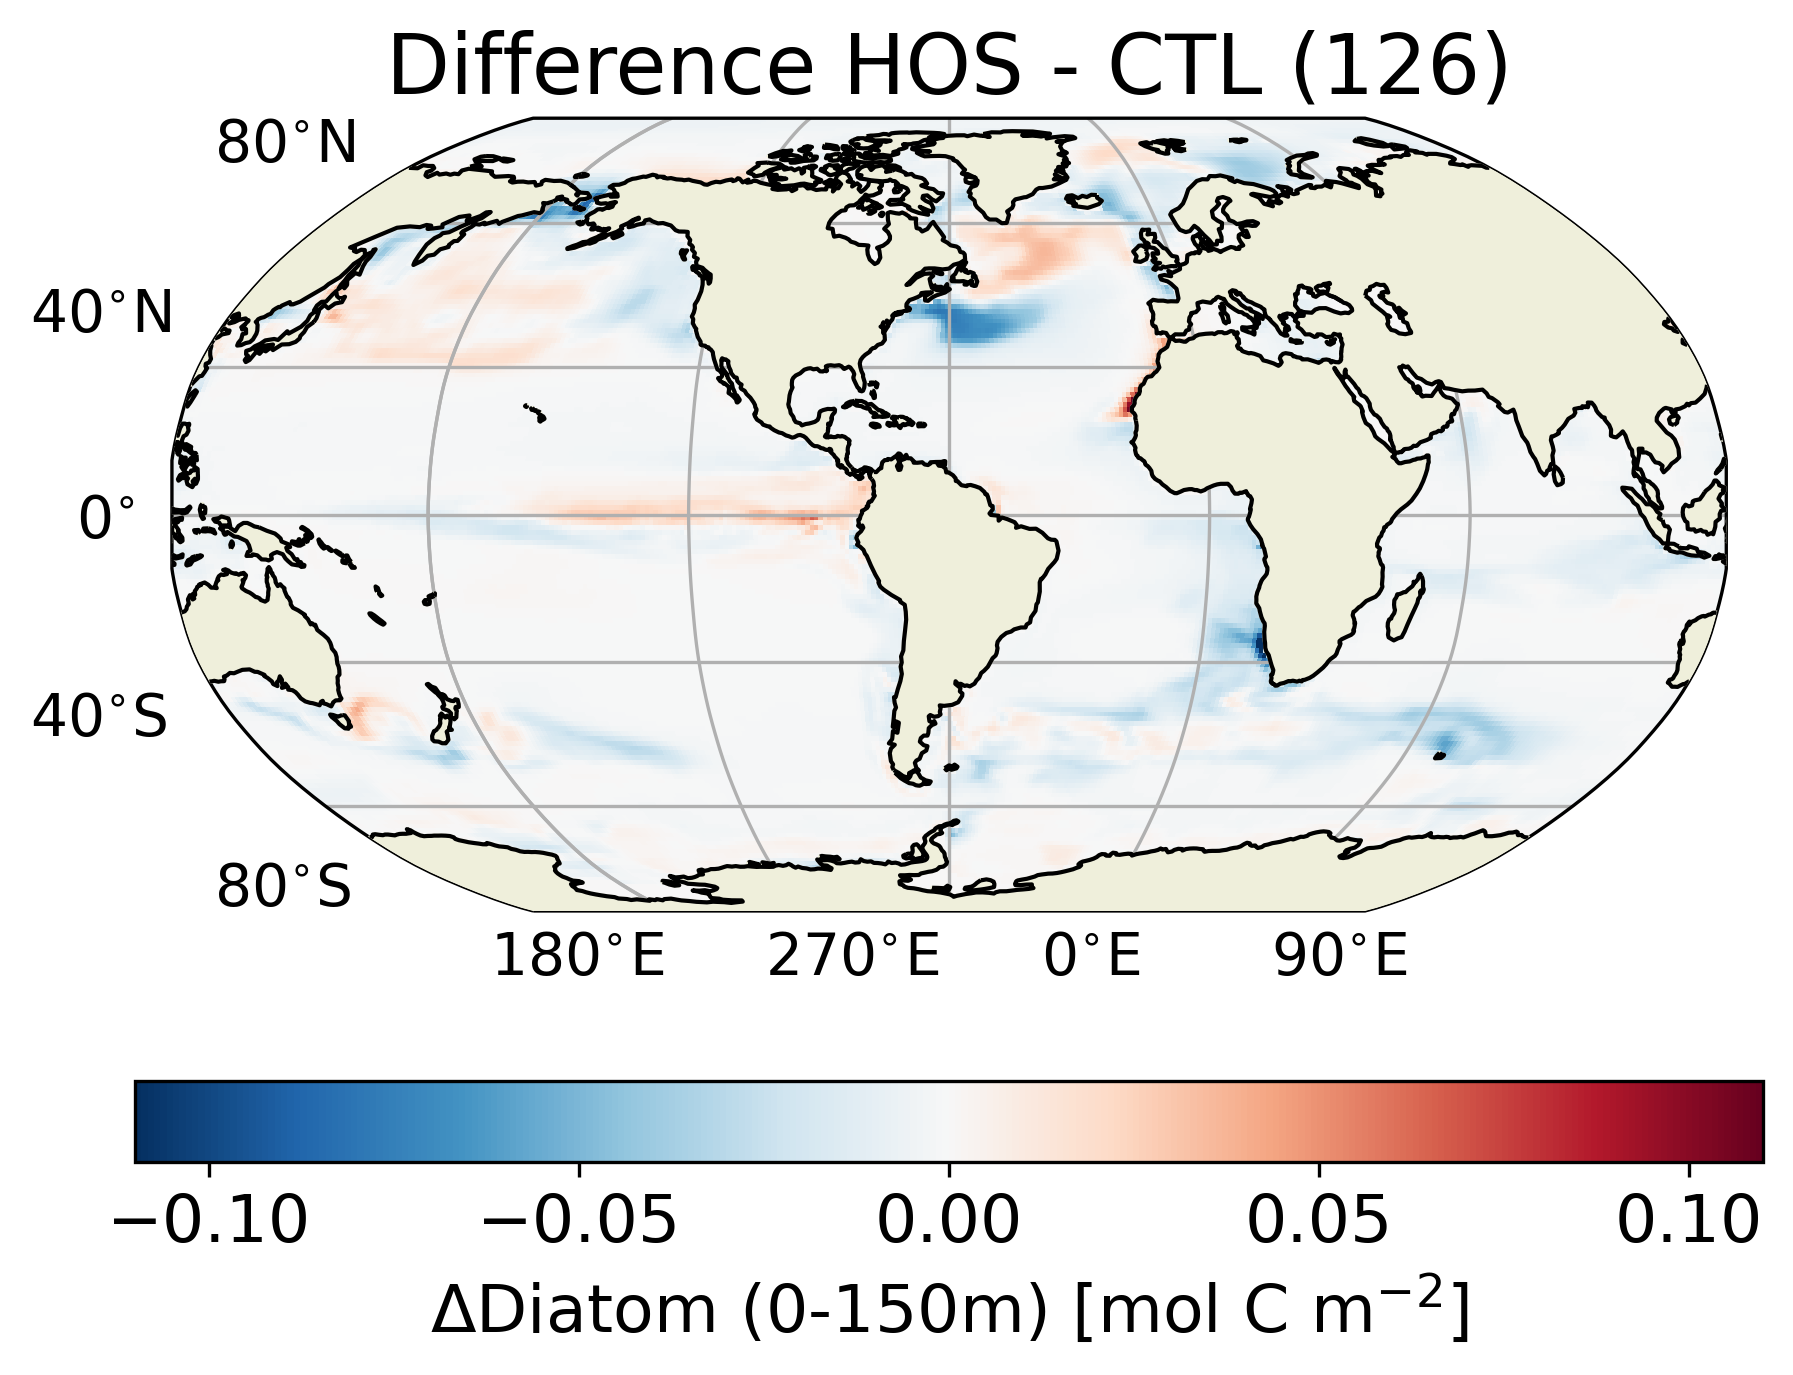 Difference HOS - CTL (126)
80°N
40°N
0°
40°S
80°S
180°E 270°E 0°E 90°E
−0.10 −0.05 0.00 0.05 0.10
ΔDiatom (0-150m) [mol C m⁻²]